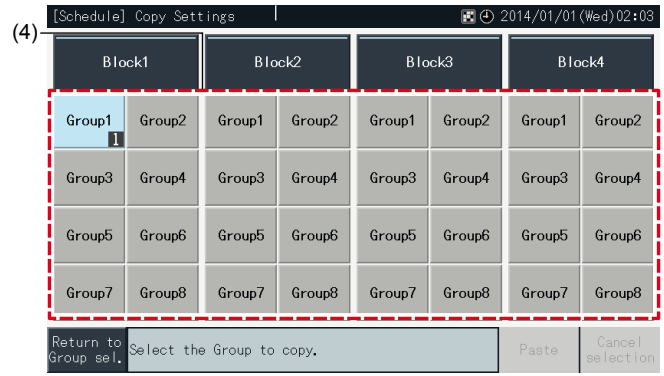 [Schedule] Copy Settings 2014/01/01(Wed)02:03
(4)
Block1 Block2 Block3 Block4
Group1 Group2 Group1 Group2 Group1 Group2 Group1 Group2
1
Group3 Group4 Group3 Group4 Group3 Group4 Group3 Group4
Group5 Group6 Group5 Group6 Group5 Group6 Group5 Group6
Group7 Group8 Group7 Group8 Group7 Group8 Group7 Group8
Return to
Group sel.
Select the Group to copy.
Paste
Cancel
selection